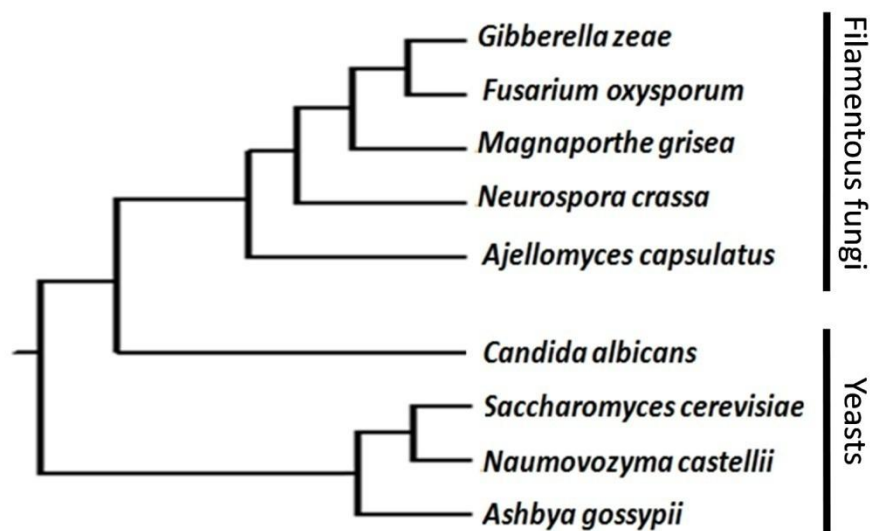 Gibberella zeae
Fusarium oxysporum
Magnaporthe grisea
Neurospora crassa
Ajellomyces capsulatus
Filamentous fungi
Candida albicans
Saccharomyces cerevisiae
Naumovozyma castellii
Ashbya gossypii
Yeasts